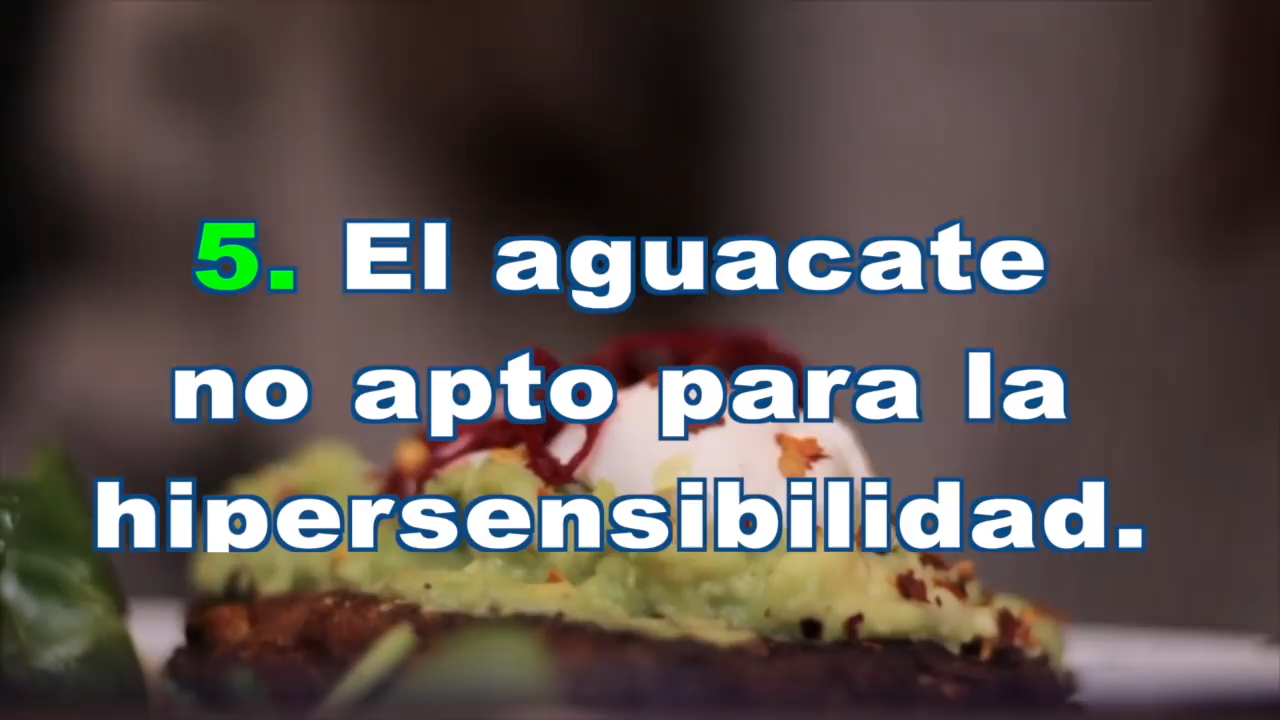 5. El aguacate
no apto para la
hipersensibilidad.